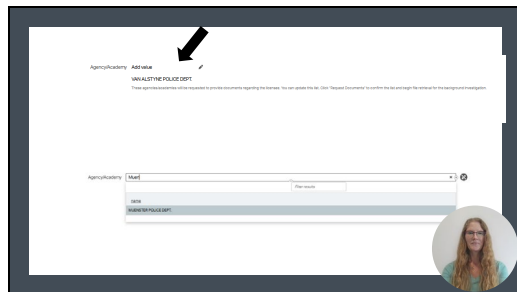 Agency/Academy Add value
VAN ALSTYNE POLICE DEPT.
These agencies/academies will be requested to provide documents regarding the licensee. You can update this list. Click "Request Documents" to confirm the list and begin file retrieval for the background investigation.
Agency/Academy Muen
Filter results
MUENSTER POLICE DEPT.